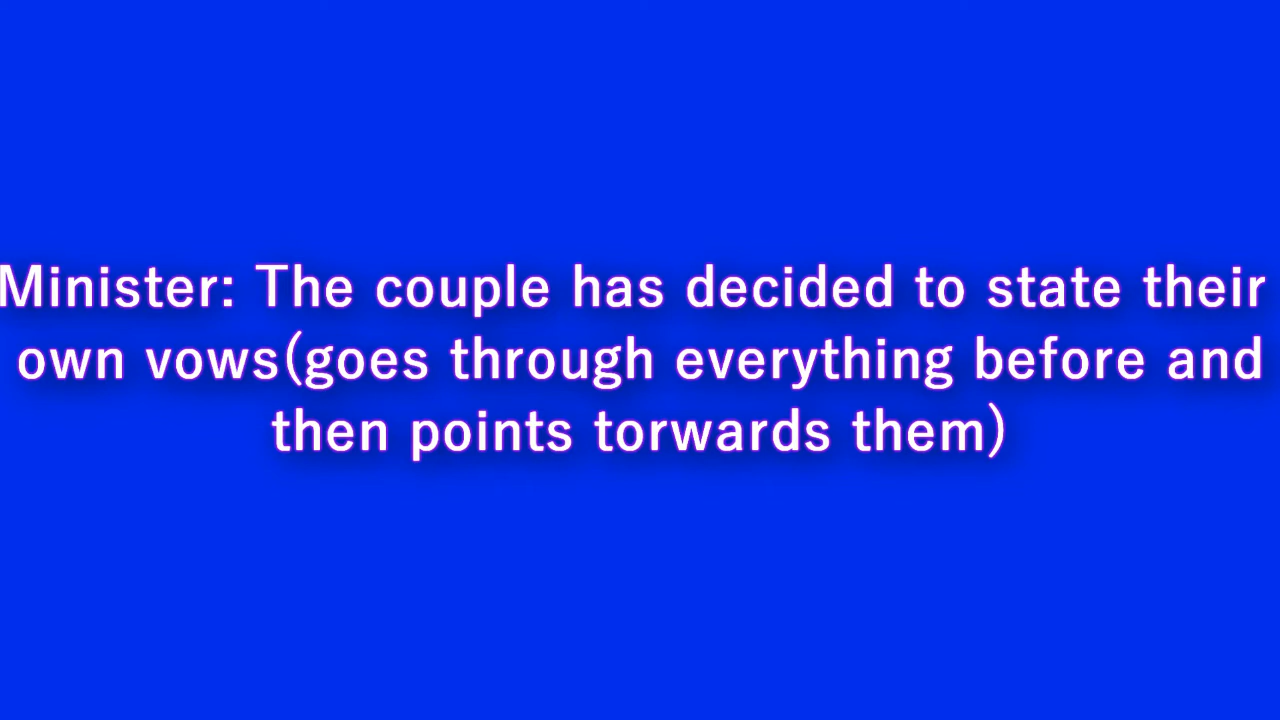 Minister: The couple has decided to state their
own vows(goes through everything before and
then points torwards them)